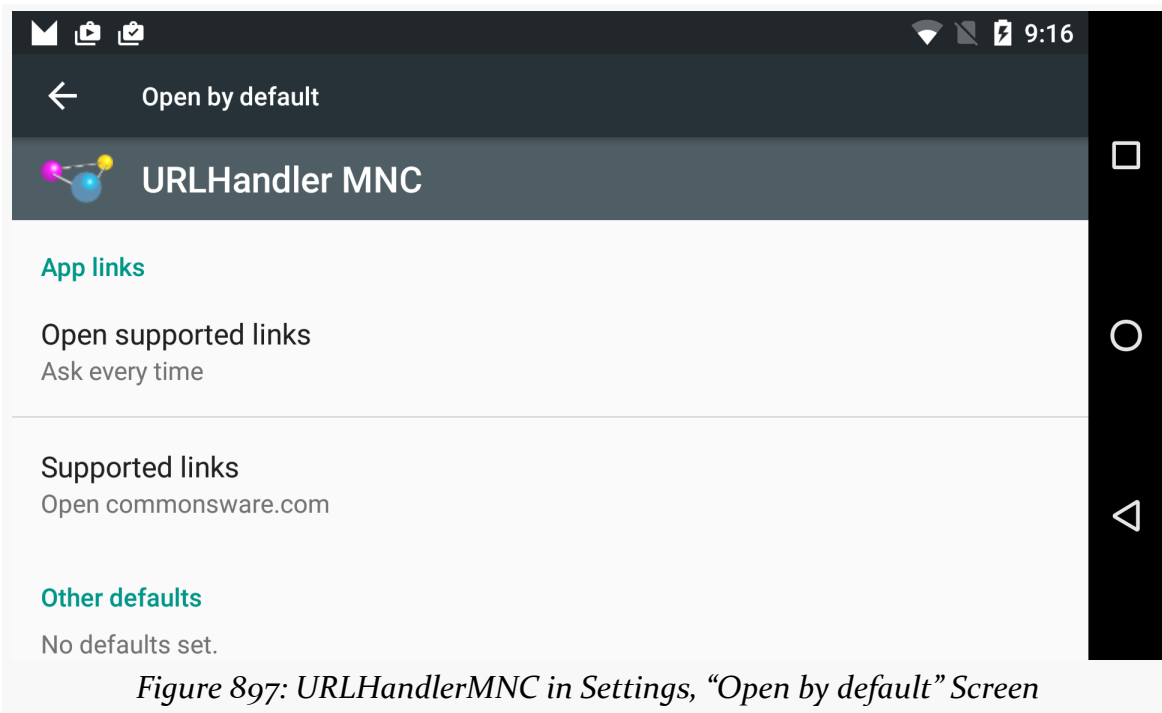 9:16
Open by default
URLHandler MNC
App links
Open supported links
Ask every time
Supported links
Open commonsware.com
Other defaults
No defaults set.
Figure 897: URLHandlerMNC in Settings, “Open by default” Screen